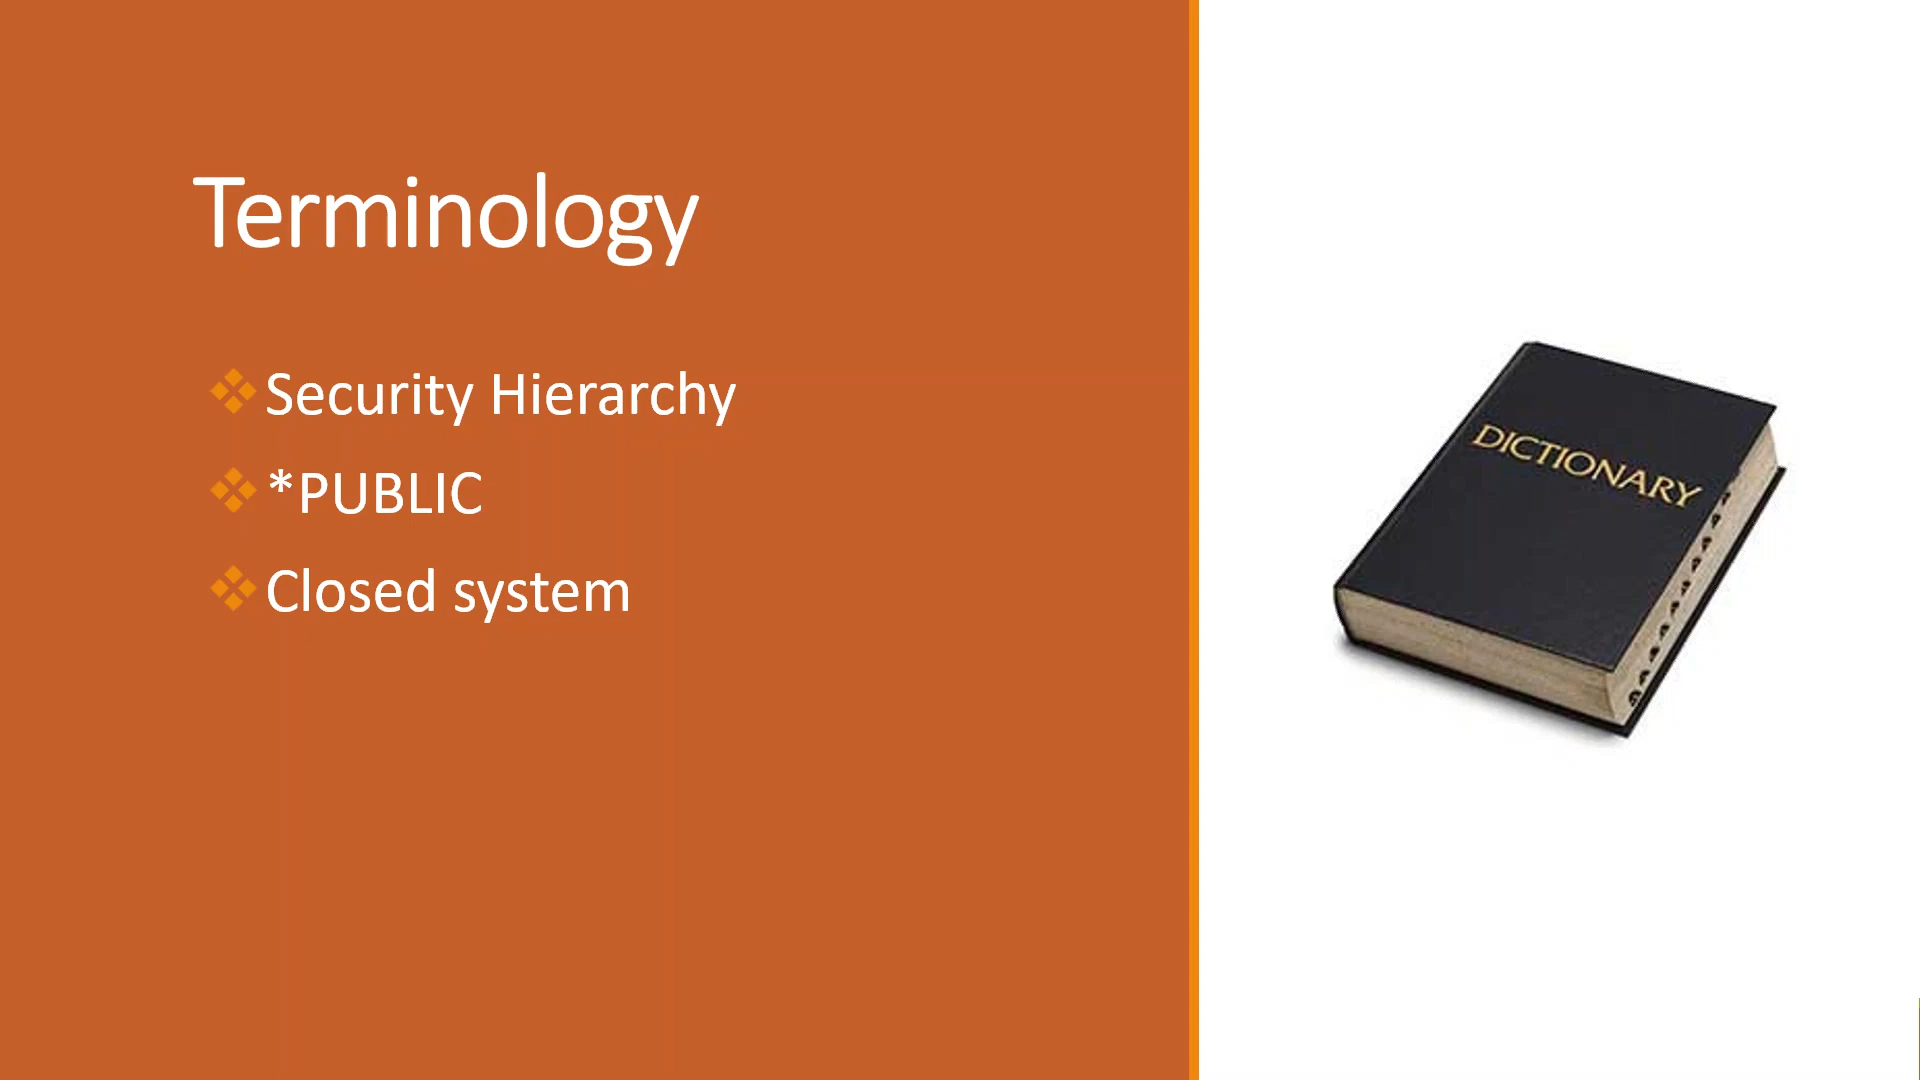 Terminology
Security Hierarchy
*PUBLIC
Closed system
DICTIONARY